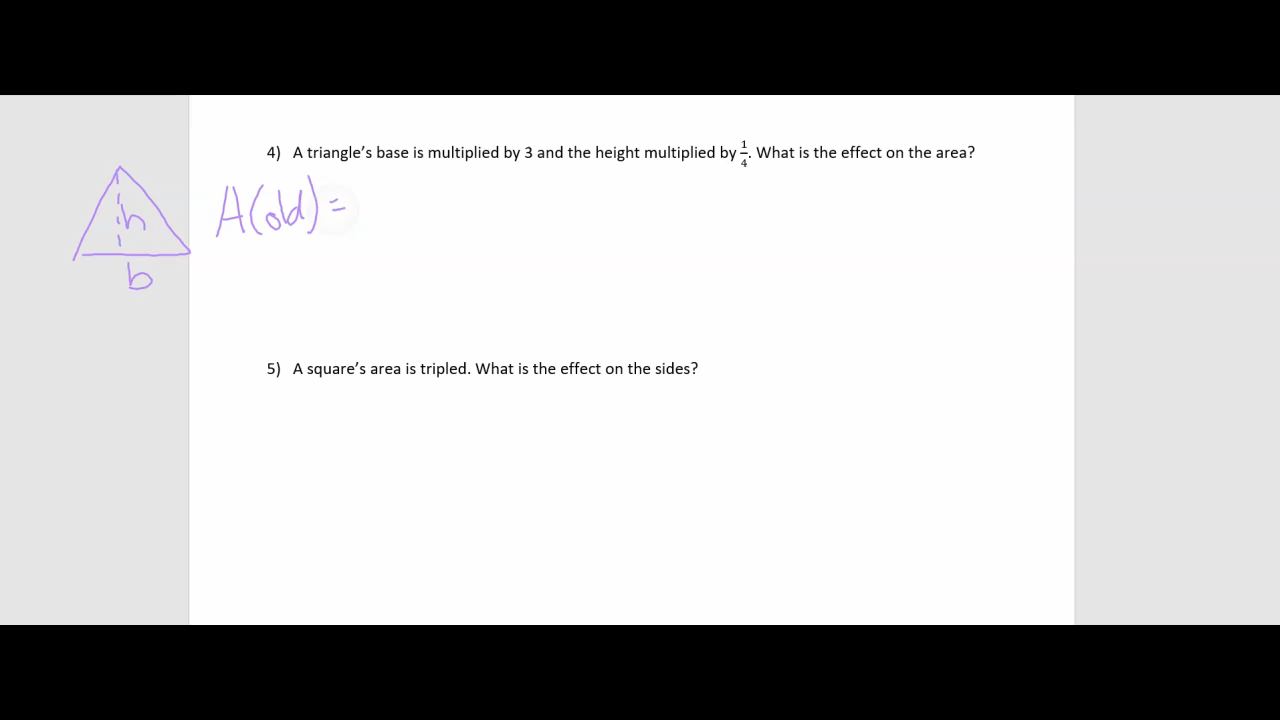 4) A triangle’s base is multiplied by 3 and the height multiplied by 1/4. What is the effect on the area?
h
b
A(old) =
5) A square’s area is tripled. What is the effect on the sides?